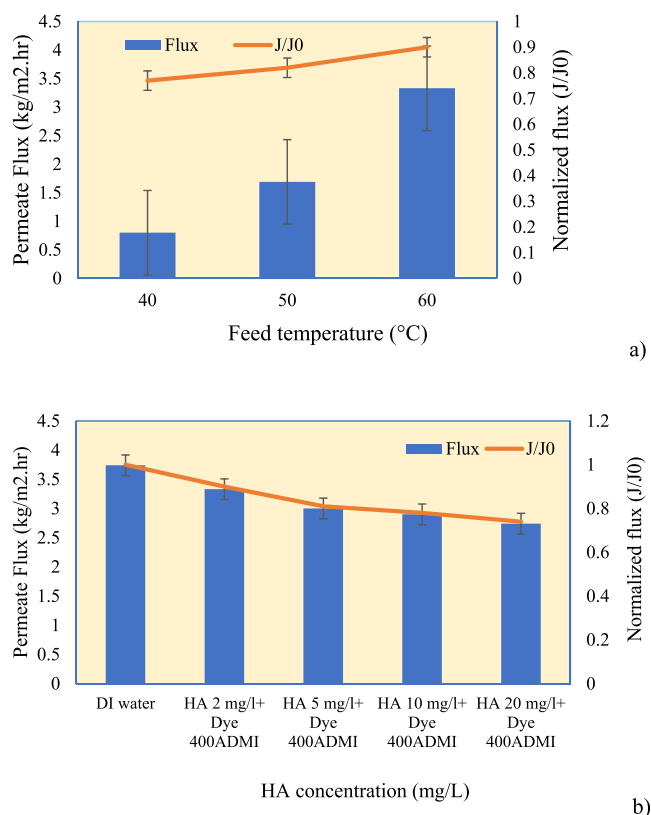 4.5
4
3.5
3
2.5
2
1.5
1
0.5
0
Permeate Flux (kg/m2.hr)
Flux
J/J0
1
0.9
0.8
0.7
0.6
0.5
0.4
0.3
0.2
0.1
0
Normalized flux (J/J0)
40 50 60
Feed temperature (°C)
a)
4.5
4
3.5
3
2.5
2
1.5
1
0.5
0
Permeate Flux (kg/m2.hr)
Flux
J/J0
1.2
1
0.8
0.6
0.4
0.2
0
Normalized flux (J/J0)
DI water
HA 2 mg/l+
Dye
400ADMI
HA 5 mg/l+
Dye
400ADMI
HA 10 mg/l+
Dye
400ADMI
HA 20 mg/l+
Dye
400ADMI
HA concentration (mg/L)
b)